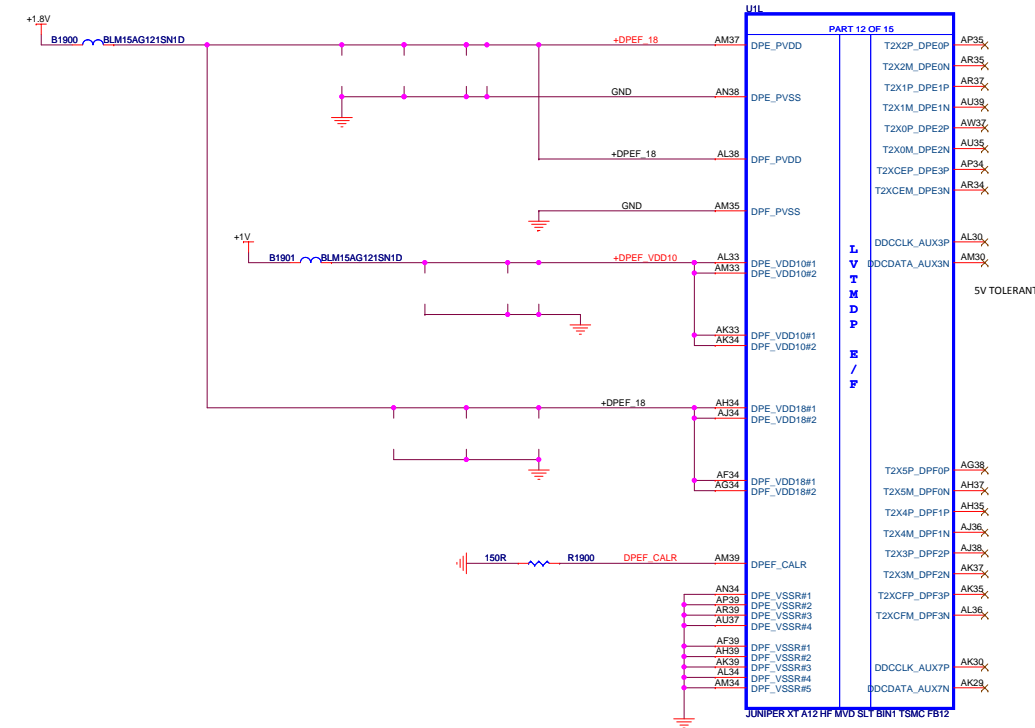 U1L
+1.8V
PART 12 OF 15
B1900 BLM15AG121SN1D
+DPEF_18 AM37 DPE_PVDD T2X2P_DPE0P AP35
T2X2M_DPE0N AR35
T2X1P_DPE1P AR37
GND AN38 DPE_PVSS
T2X1M_DPE1N AU39
T2X0P_DPE2P AW37
T2X0M_DPE2N AU35
+DPEF_18 AL38 DPF_PVDD
T2XCEP_DPE3P AP34
T2XCEM_DPE3N AR34
GND AM35 DPF_PVSS
+1V
DDCCLK_AUX3P AL30
B1901 BLM15AG121SN1D
+DPEF_VDD10 AL33 DPE_VDD10#1 DDCDATA_AUX3N AM30
AM33 DPE_VDD10#2
5V TOLERANT
AK33 DPF_VDD10#1
AK34 DPF_VDD10#2
L
V
T
M
D
P
E
/
F
+DPEF_18 AH34 DPE_VDD18#1
AJ34 DPE_VDD18#2
T2X5P_DPF0P AG38
AF34 DPF_VDD18#1
AG34 DPF_VDD18#2 T2X5M_DPF0N AH37
T2X4P_DPF1P AH35
T2X4M_DPF1N AJ36
T2X3P_DPF2P AJ38
150R R1900 DPEF_CALR AM39 DPEF_CALR
T2X3M_DPF2N AK37
AN34 DPE_VSSR#1 T2XCFP_DPF3P AK35
AP39 DPE_VSSR#2
AR39 DPE_VSSR#3 T2XCFM_DPF3N AL36
AU37 DPE_VSSR#4
AF39 DPF_VSSR#1
AH39 DPF_VSSR#2
AK39 DPF_VSSR#3 DDCCLK_AUX7P AK30
AL34 DPF_VSSR#4
AM34 DPF_VSSR#5 DDCDATA_AUX7N AK29
JUNIPER XT A12 HF MVD SLT BIN1 TSMC FB12